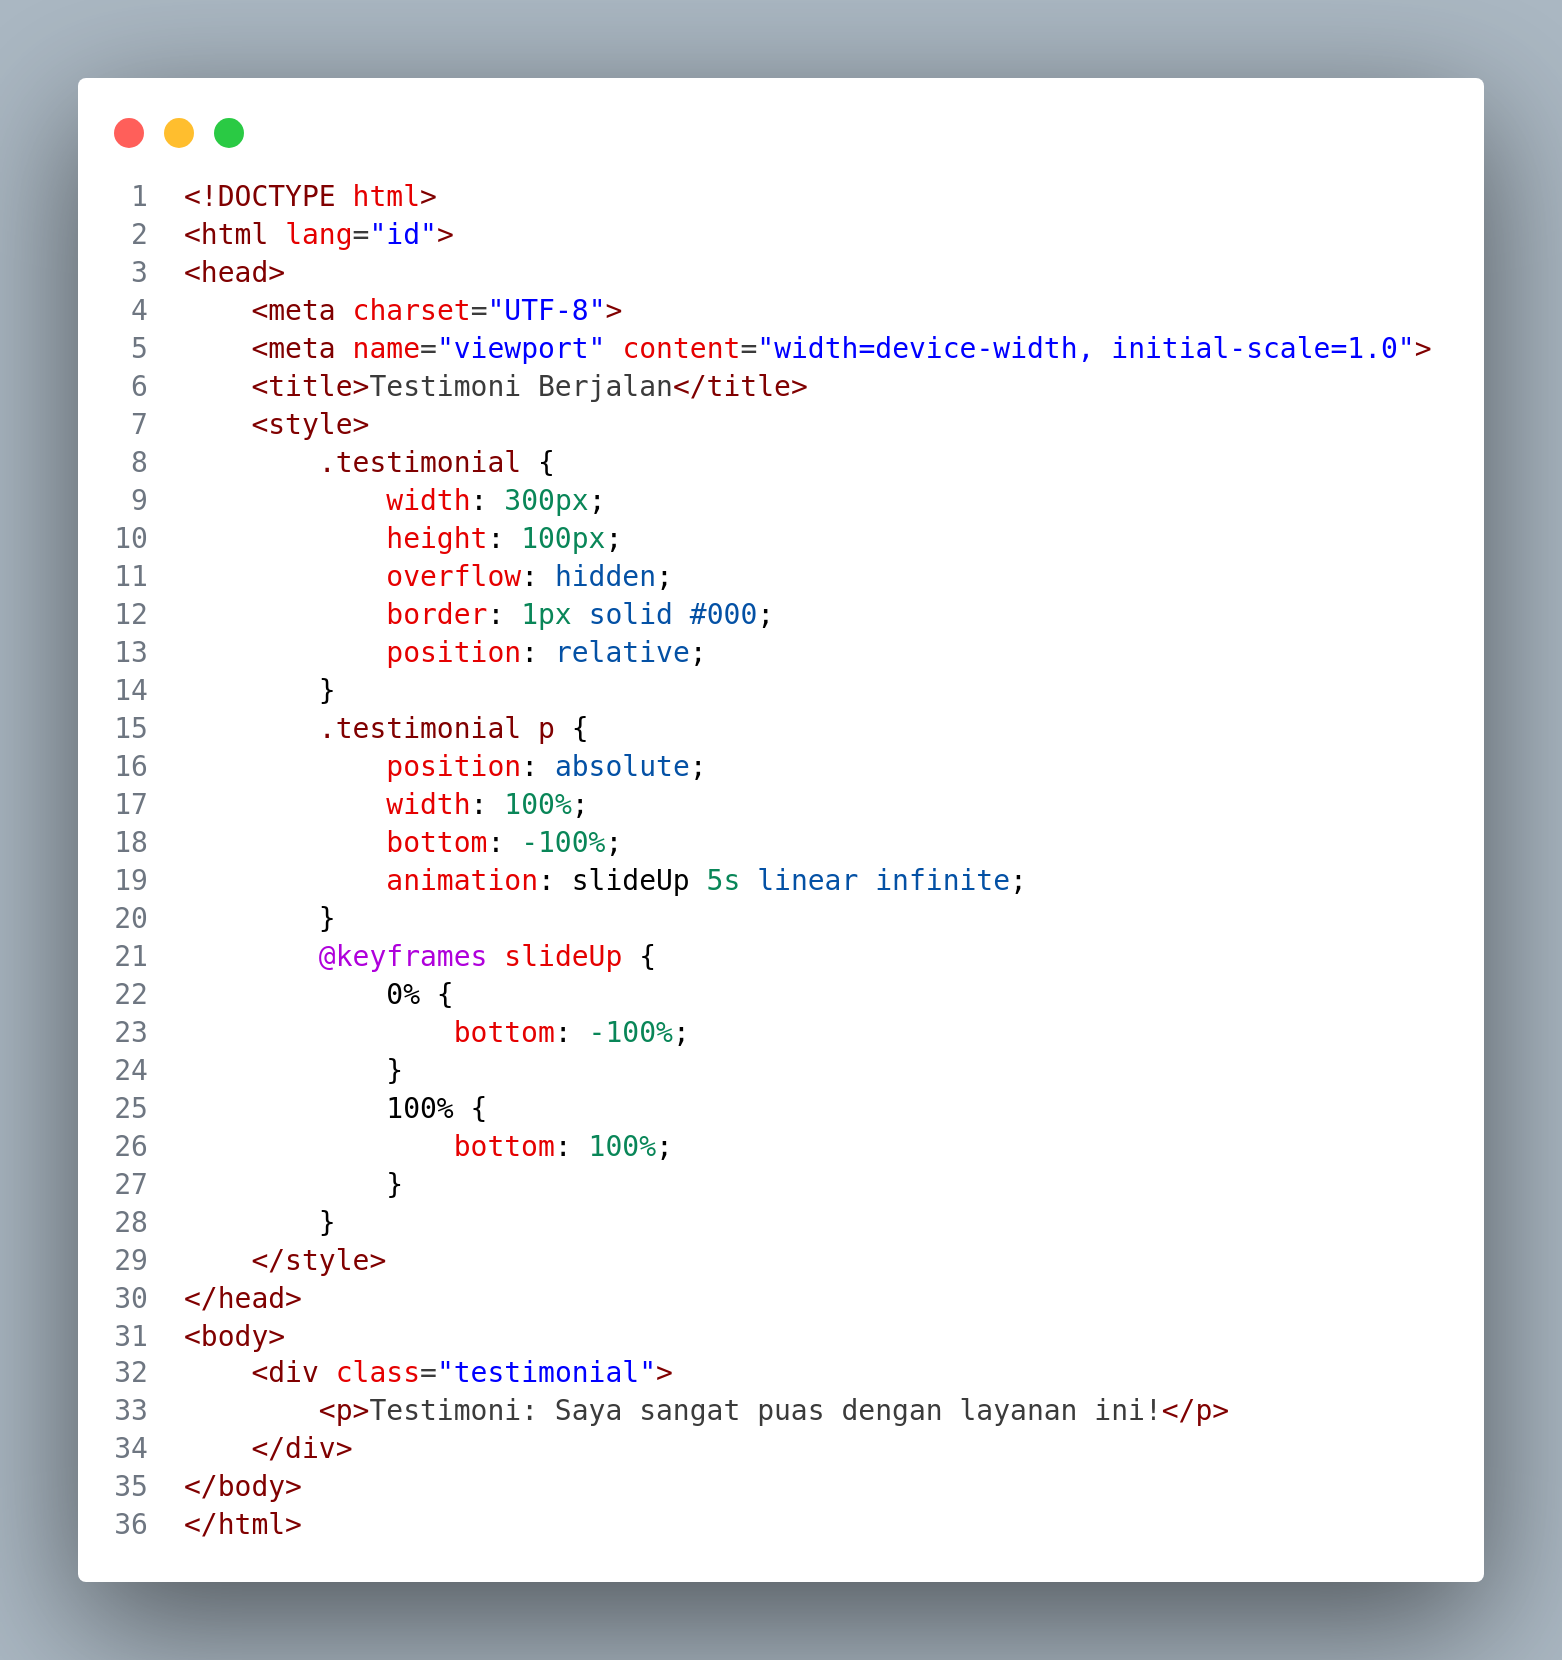 1 <!DOCTYPE html>
2 <html lang="id">
3 <head>
4     <meta charset="UTF-8">
5     <meta name="viewport" content="width=device-width, initial-scale=1.0">
6     <title>Testimoni Berjalan</title>
7     <style>
8         .testimonial {
9             width: 300px;
10             height: 100px;
11             overflow: hidden;
12             border: 1px solid #000;
13             position: relative;
14         }
15         .testimonial p {
16             position: absolute;
17             width: 100%;
18             bottom: -100%;
19             animation: slideUp 5s linear infinite;
20         }
21         @keyframes slideUp {
22             0% {
23                 bottom: -100%;
24             }
25             100% {
26                 bottom: 100%;
27             }
28         }
29     </style>
30 </head>
31 <body>
32     <div class="testimonial">
33         <p>Testimoni: Saya sangat puas dengan layanan ini!</p>
34     </div>
35 </body>
36 </html>